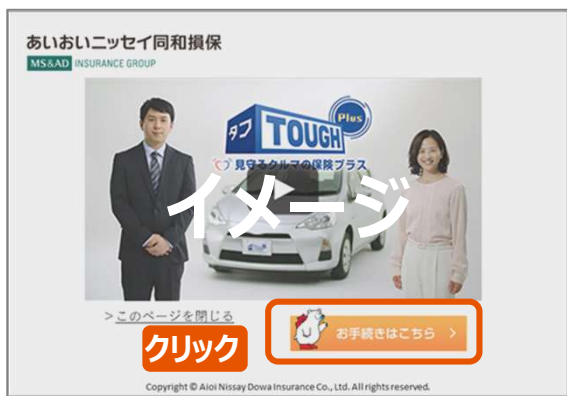 あいおいニッセイ同和損保
MS&AD INSURANCE GROUP
タフ TOUGH Plus
見守るクルマの保険プラス
イメージ
>このページを閉じる
お手続きはこちら >
クリック
Copyright © Aioi Nissay Dowa Insurance Co., Ltd. All rights reserved.